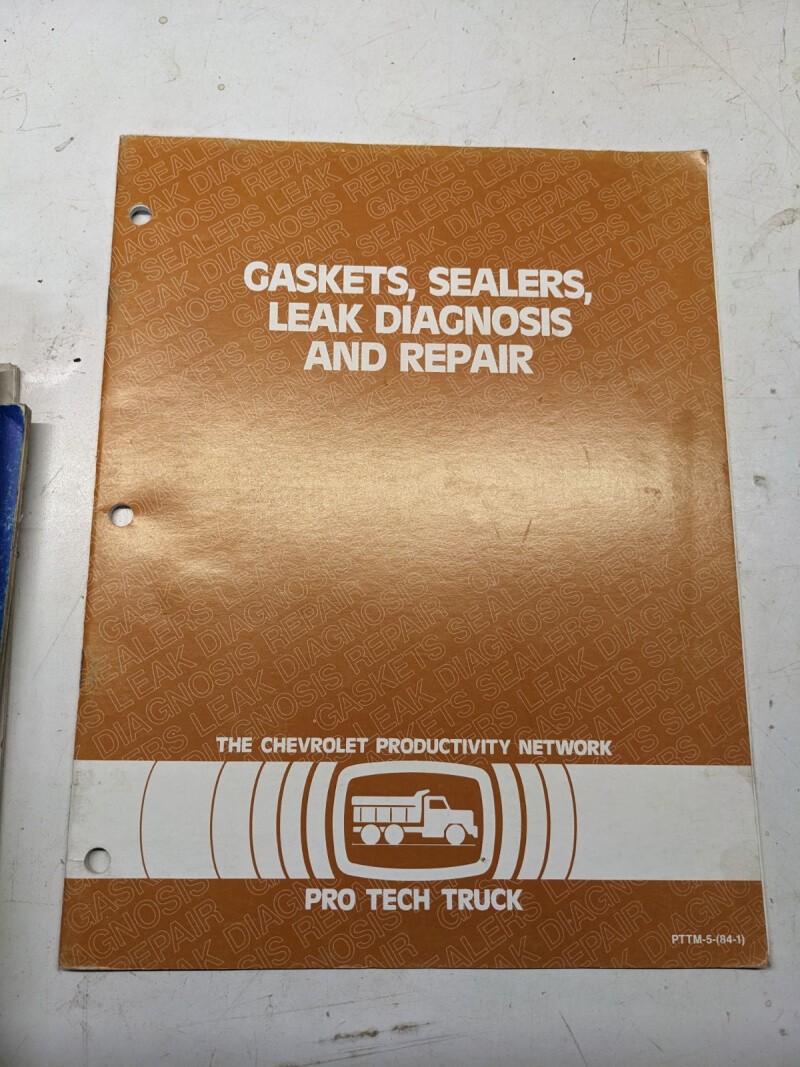 GASKETS, SEALERS,
LEAK DIAGNOSIS
AND REPAIR
THE CHEVROLET PRODUCTIVITY NETWORK
PRO TECH TRUCK
PTTM-5-(84-1)